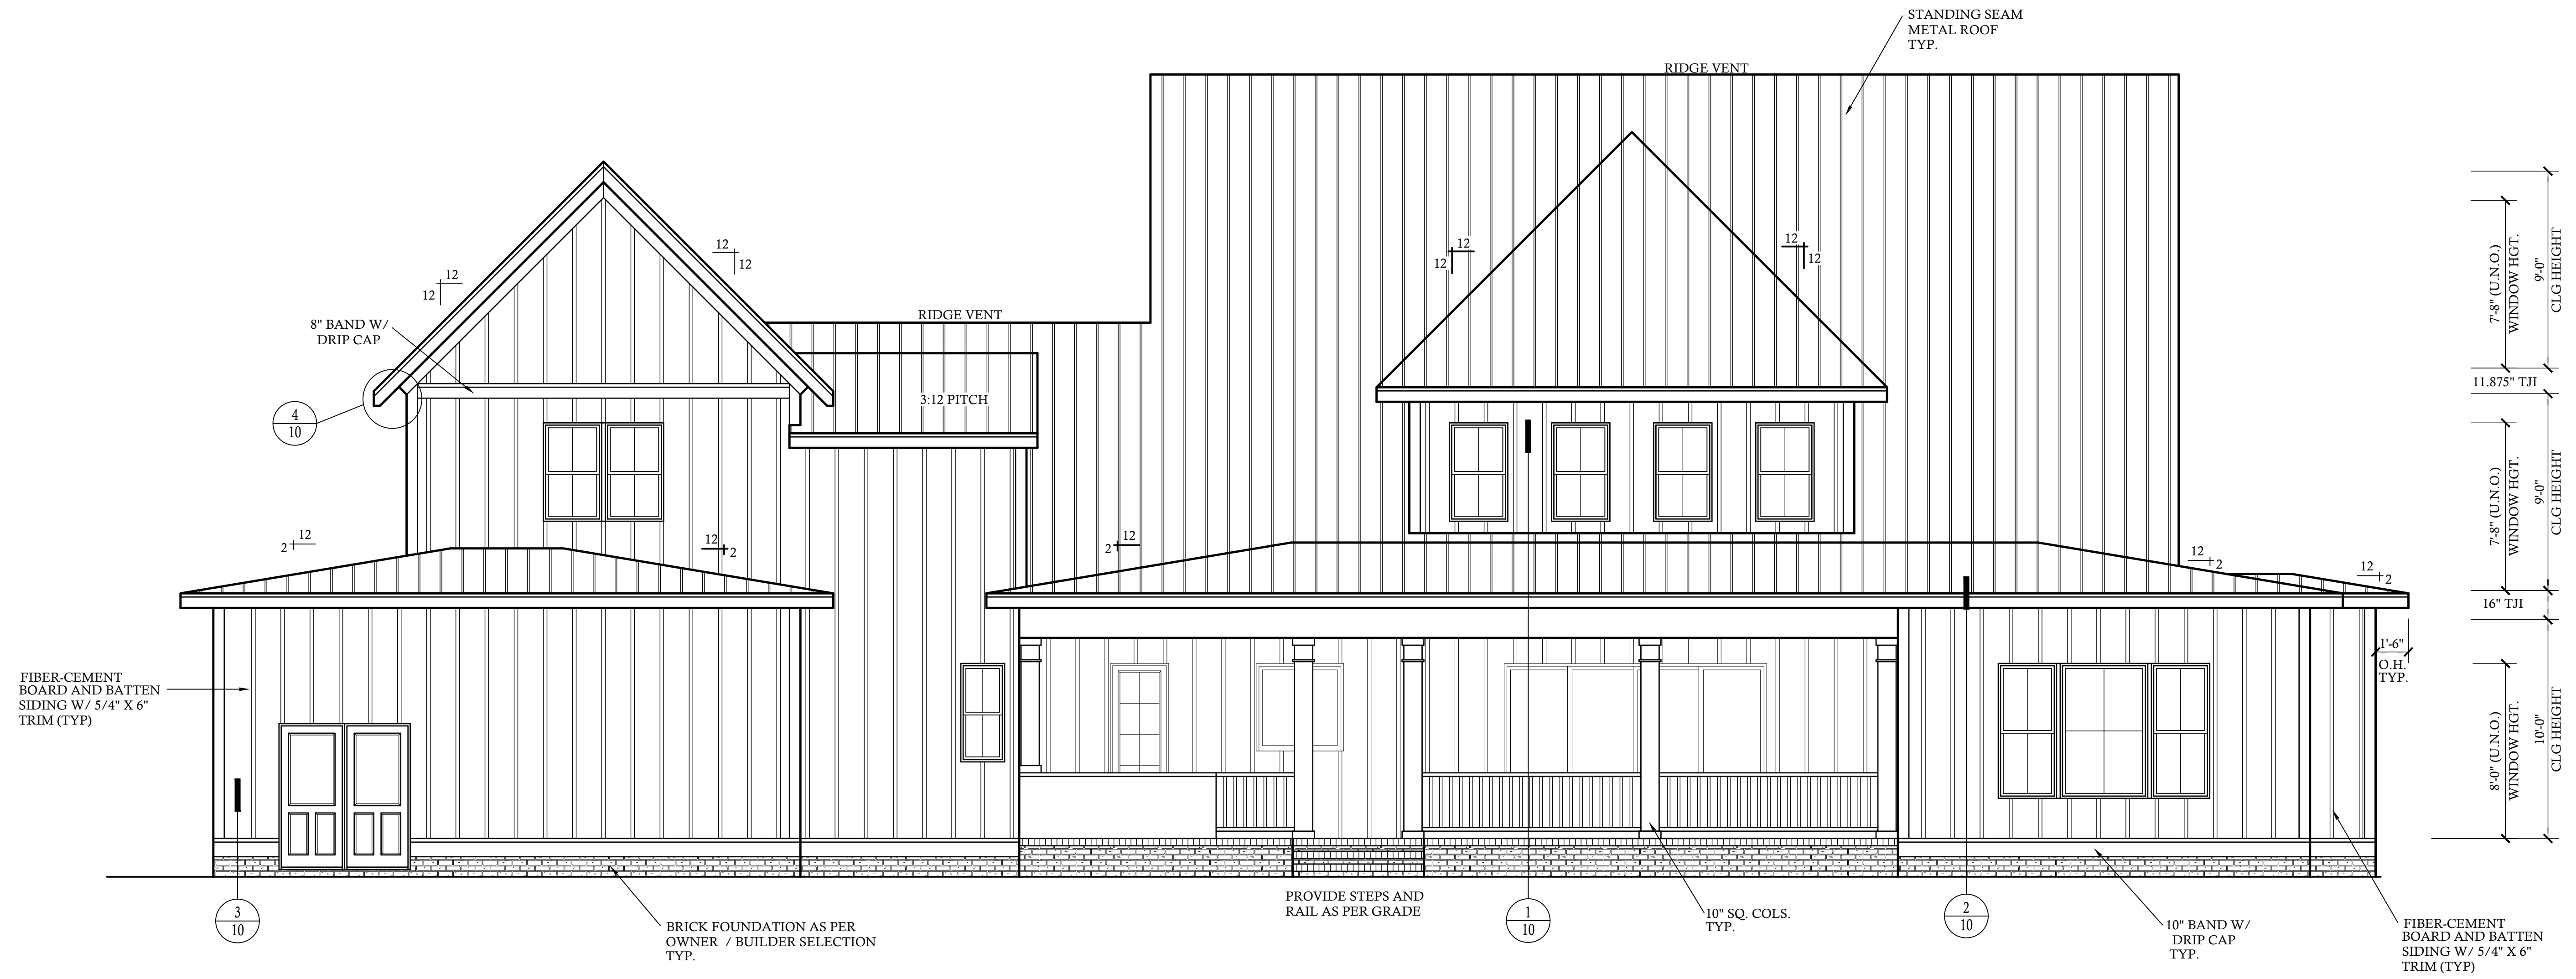 STANDING SEAM
METAL ROOF
TYP.
RIDGE VENT
RIDGE VENT
12
12
12
12
12
12
12
12
8" BAND W/
DRIP CAP
3:12 PITCH
4
10
12
2
12
2
12
2
12
2
12
2
FIBER-CEMENT
BOARD AND BATTEN
SIDING W/ 5/4" X 6"
TRIM (TYP)
7'-8" (U.N.O.)
WINDOW HGT.
9'-0"
CLG HEIGHT
11.875" TJI
7'-8" (U.N.O.)
WINDOW HGT.
9'-0"
CLG HEIGHT
16" TJI
1'-6"
O.H.
TYP.
8'-0" (U.N.O.)
WINDOW HGT.
10'-0"
CLG HEIGHT
3
10
BRICK FOUNDATION AS PER
OWNER / BUILDER SELECTION
TYP.
PROVIDE STEPS AND
RAIL AS PER GRADE
1
10
10" SQ. COLS.
TYP.
2
10
10" BAND W/
DRIP CAP
TYP.
FIBER-CEMENT
BOARD AND BATTEN
SIDING W/ 5/4" X 6"
TRIM (TYP)